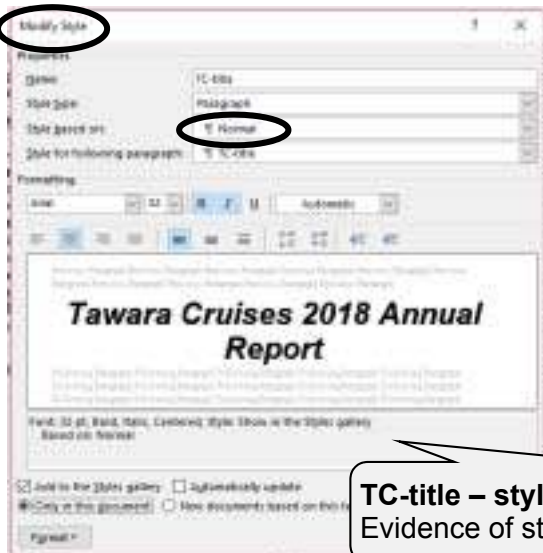 Modify Style ? ×
Properties
Name: TC-title
Style type: Paragraph
Style based on: ¶ Normal
Style for following paragraph: ¶ TC-title
Formatting
Arial 32 B I U Automatic
Tawara Cruises 2018 Annual
Report
Font: 32 pt, Bold, Italic, Centered, Style: Show in the Styles gallery
Based on: Normal
Add to the Styles gallery Automatically update
Only in this document New documents based on this
Format
TC-title – styl
Evidence of st